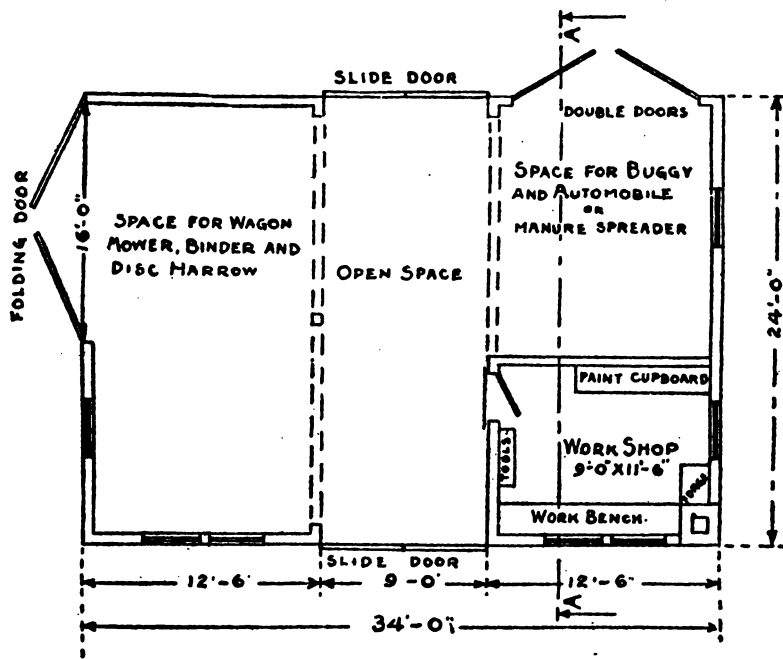 A
SLIDE DOOR
DOUBLE DOORS
FOLDING DOOR
16'-0"
SPACE FOR WAGON
MOWER, BINDER AND
DISC HARROW
OPEN SPACE
SPACE FOR BUGGY
AND AUTOMOBILE
OR
MANURE SPREADER
24'-0"
PAINT CUPBOARD
TOOLS
WORK SHOP
9'-0"X11'-6"
FORGE
WORK BENCH.
SLIDE DOOR
12'-6"
9-0"
12'-6"
A
34'-0"